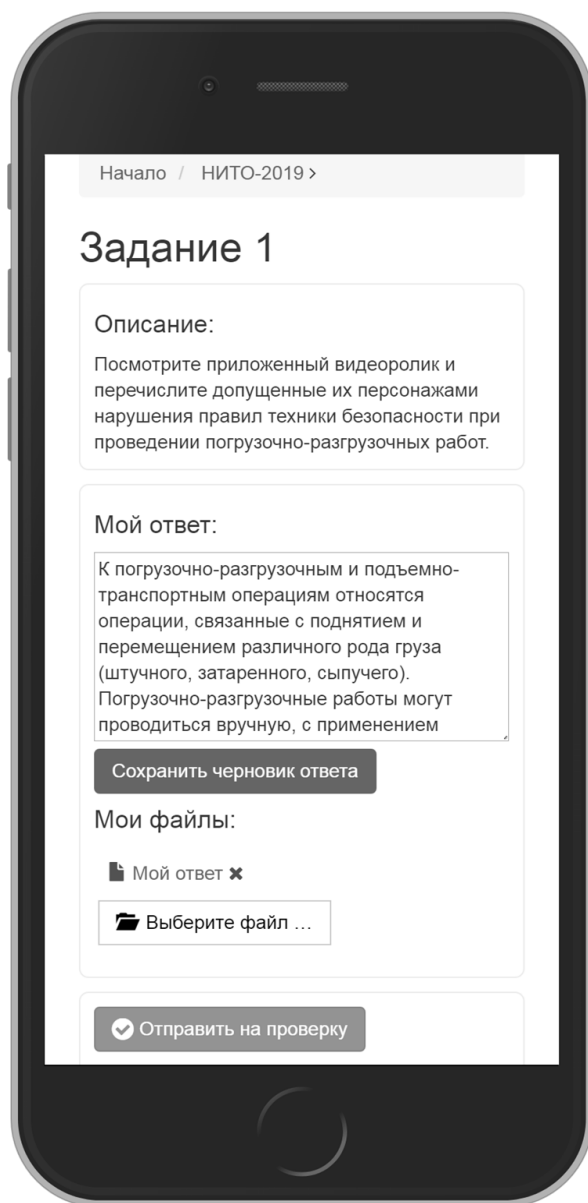 Начало / НИТО-2019 >
Задание 1
Описание:
Посмотрите приложенный видеоролик и
перечислите допущенные их персонажами
нарушения правил техники безопасности при
проведении погрузочно-разгрузочных работ.
Мой ответ:
К погрузочно-разгрузочным и подъемно-
транспортным операциям относятся
операции, связанные с поднятием и
перемещением различного рода груза
(штучного, затаренного, сыпучего).
Погрузочно-разгрузочные работы могут
проводиться вручную, с применением
Сохранить черновик ответа
Мои файлы:
Мой ответ ✖
Выберите файл ...
Отправить на проверку